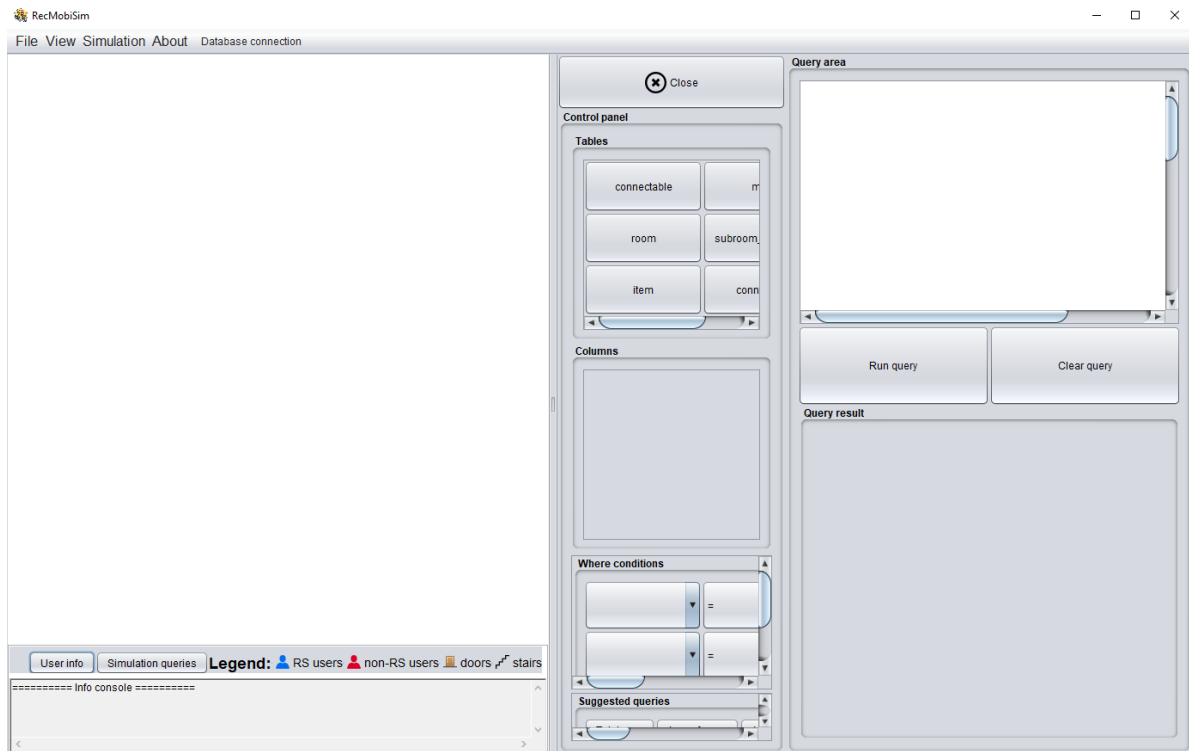 RecMobiSim
File View Simulation About Database connection
Close
Control panel
Tables
connectable
room
subroom_
item
conn
Columns
Where conditions
=
=
Suggested queries
Query area
Run query Clear query
Query result
User info Simulation queries Legend: RS users non-RS users doors stairs
========== Info console ==========